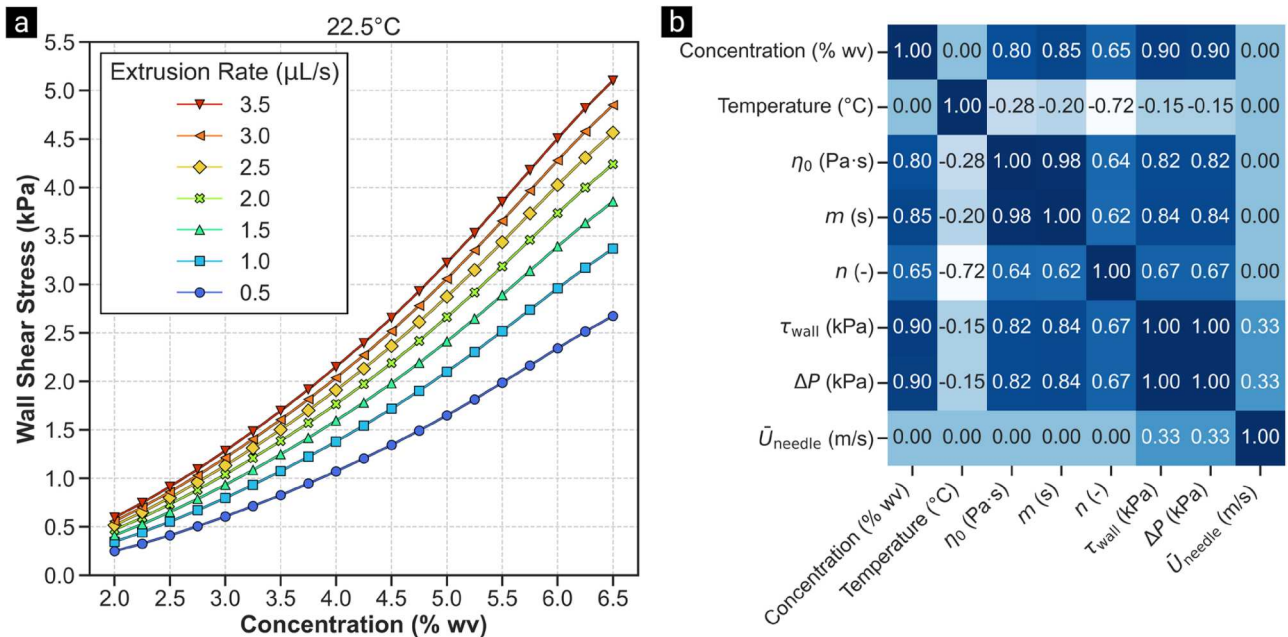 a
22.5°C
Wall Shear Stress (kPa)
5.5
5.0
4.5
4.0
3.5
3.0
2.5
2.0
1.5
1.0
0.5
0.0
Extrusion Rate (μL/s)
3.5
3.0
2.5
2.0
1.5
1.0
0.5
2.0 2.5 3.0 3.5 4.0 4.5 5.0 5.5 6.0 6.5
Concentration (% wv)
b
Concentration (% wv) 1.00 0.00 0.80 0.85 0.65 0.90 0.90 0.00
Temperature (°C) 0.00 1.00 -0.28 -0.20 -0.72 -0.15 -0.15 0.00
η₀ (Pa·s) 0.80 -0.28 1.00 0.98 0.64 0.82 0.82 0.00
m (s) 0.85 -0.20 0.98 1.00 0.62 0.84 0.84 0.00
n (-) 0.65 -0.72 0.64 0.62 1.00 0.67 0.67 0.00
τwall (kPa) 0.90 -0.15 0.82 0.84 0.67 1.00 1.00 0.33
ΔP (kPa) 0.90 -0.15 0.82 0.84 0.67 1.00 1.00 0.33
Ūneedle (m/s) 0.00 0.00 0.00 0.00 0.00 0.33 0.33 1.00
Concentration (% wv)
Temperature (°C)
η₀ (Pa·s)
m (s)
n (-)
τwall (kPa)
ΔP (kPa)
Ūneedle (m/s)